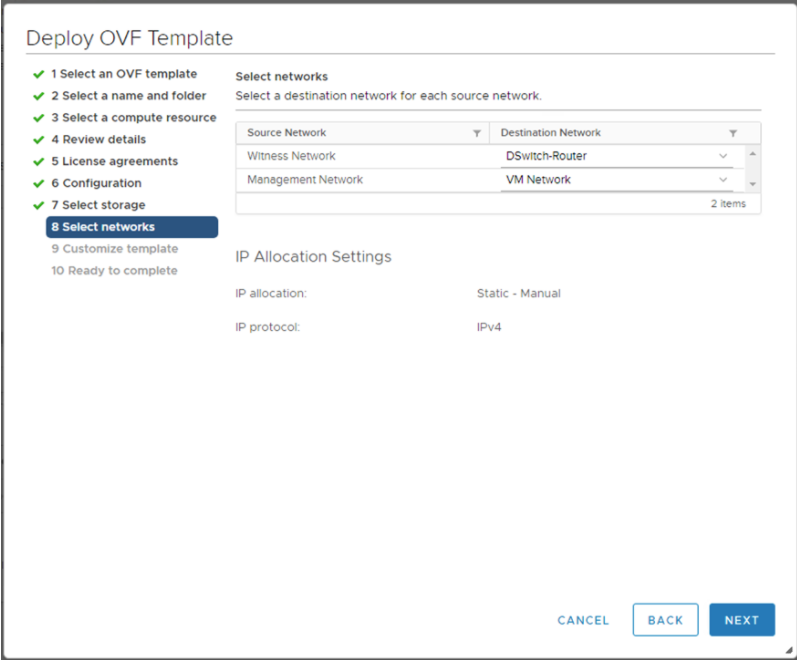 Deploy OVF Template
1 Select an OVF template
2 Select a name and folder
3 Select a compute resource
4 Review details
5 License agreements
6 Configuration
7 Select storage
8 Select networks
9 Customize template
10 Ready to complete
Select networks
Select a destination network for each source network.
Source Network Destination Network
Witness Network DSwitch-Router
Management Network VM Network
2 items
IP Allocation Settings
IP allocation: Static - Manual
IP protocol: IPv4
CANCEL BACK NEXT